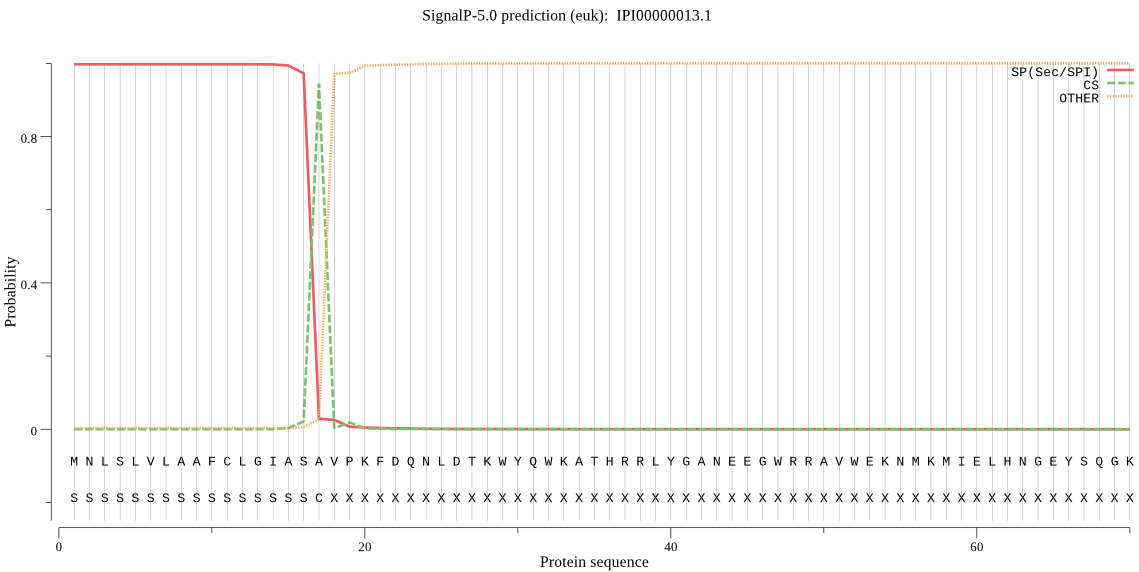 SignalP-5.0 prediction (euk): IPI00000013.1
SP(Sec/SPI)
CS
OTHER
0.8
0.4
0
Probability
M N L S L V L A A F C L G I A S A V P K F D Q N L D T K W Y Q W K A T H R R L Y G A N E E G W R R A V W E K N M K M I E L H N G E Y S Q G K
S S S S S S S S S S S S S S S S C X X X X X X X X X X X X X X X X X X X X X X X X X X X X X X X X X X X X X X X X X X X X X X X X X X X X X
0 20 40 60
Protein sequence